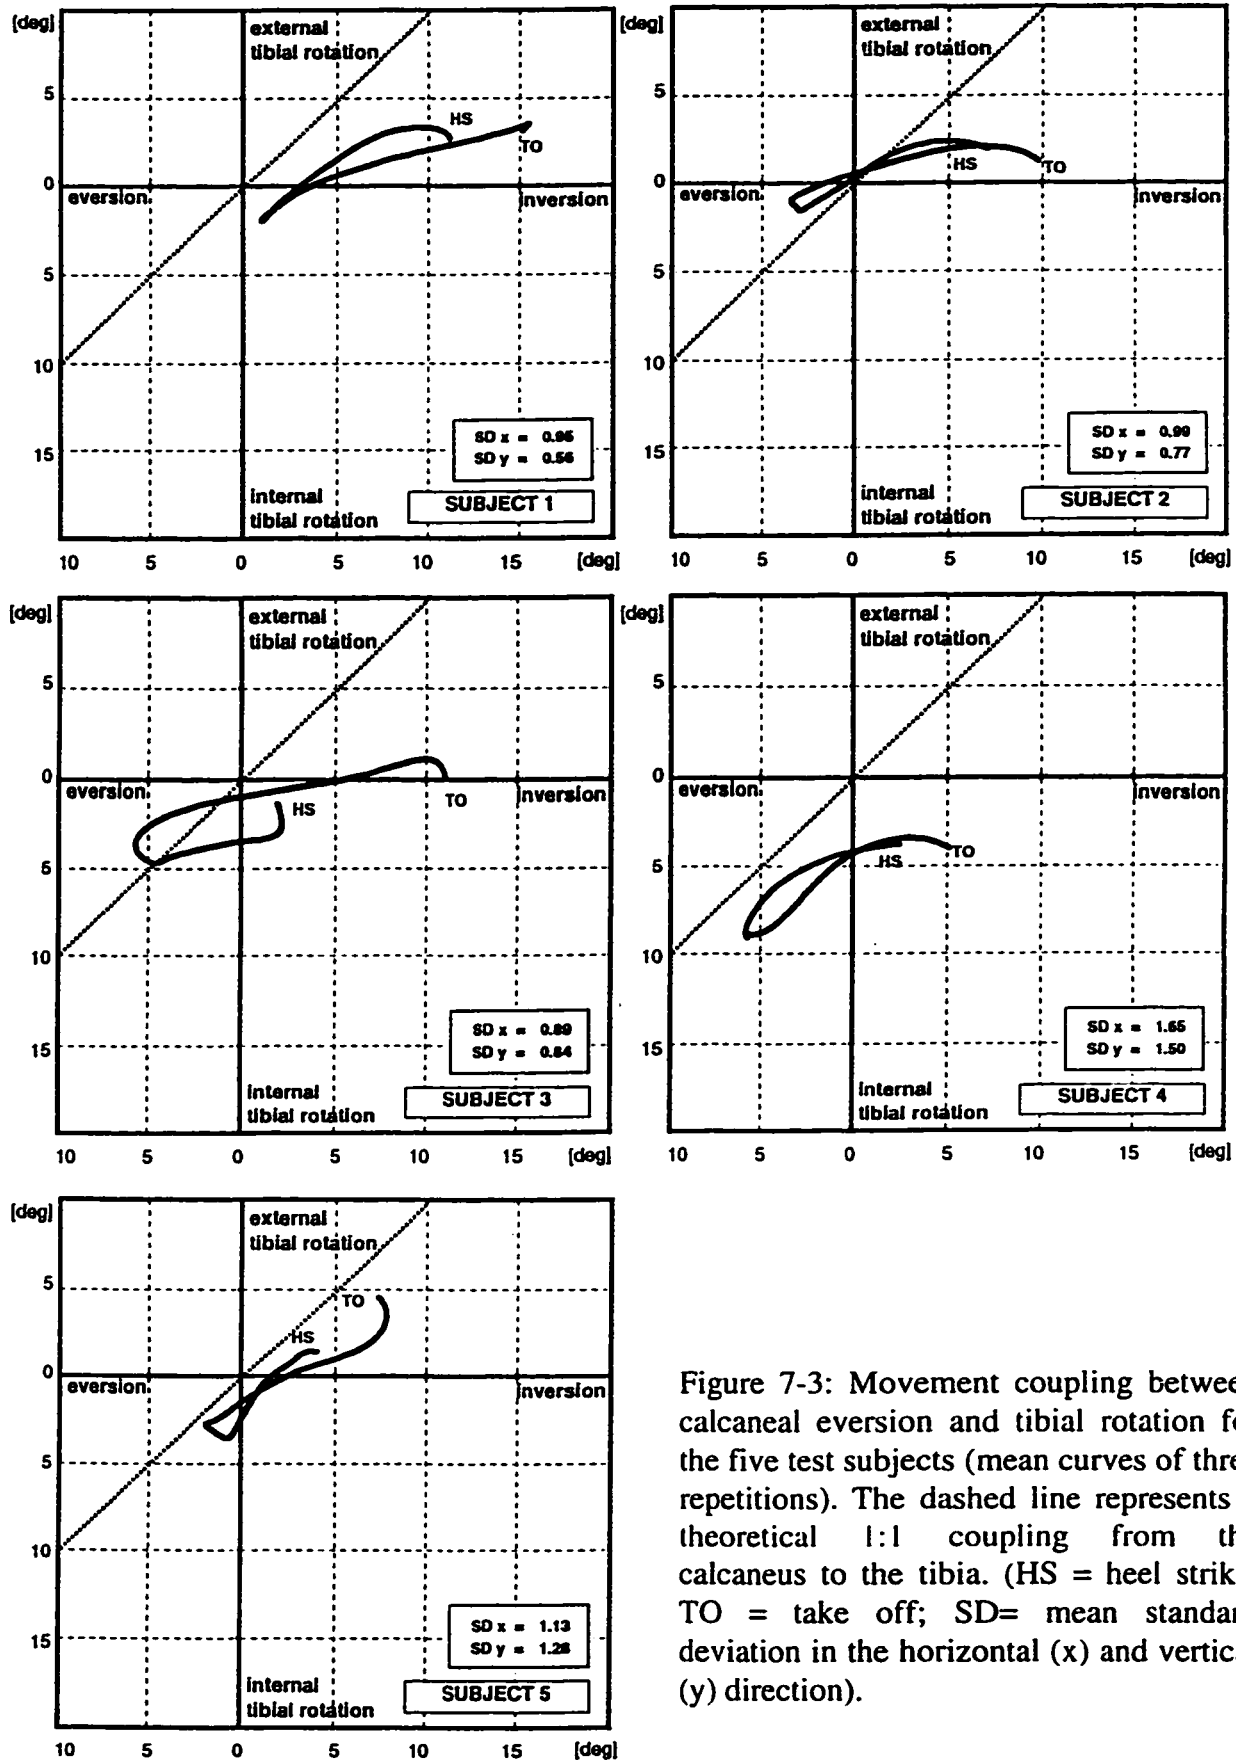 [deg]
external
tibial rotation
5
HS
TO
0
eversion
inversion
5
10
SD x = 0.95
SD y = 0.56
15
internal
tibial rotation
SUBJECT 1
10 5 0 5 10 15 [deg]
[deg]
external
tibial rotation
5
HS
TO
0
eversion
inversion
5
10
SD x = 0.99
SD y = 0.77
15
internal
tibial rotation
SUBJECT 2
10 5 0 5 10 15 [deg]
[deg]
external
tibial rotation
5
0
eversion
HS
TO
inversion
5
10
SD x = 0.89
SD y = 0.84
15
internal
tibial rotation
SUBJECT 3
10 5 0 5 10 15 [deg]
[deg]
external
tibial rotation
5
0
eversion
inversion
HS
TO
5
10
SD x = 1.65
SD y = 1.50
15
internal
tibial rotation
SUBJECT 4
10 5 0 5 10 15 [deg]
[deg]
external
tibial rotation
5
TO
HS
0
eversion
inversion
5
10
SD x = 1.13
SD y = 1.28
15
internal
tibial rotation
SUBJECT 5
10 5 0 5 10 15 [deg]
Figure 7-3: Movement coupling betwee
calcaneal eversion and tibial rotation fo
the five test subjects (mean curves of thre
repetitions). The dashed line represents
theoretical 1:1 coupling from th
calcaneus to the tibia. (HS = heel strik
TO = take off; SD= mean standar
deviation in the horizontal (x) and vertic
(y) direction).